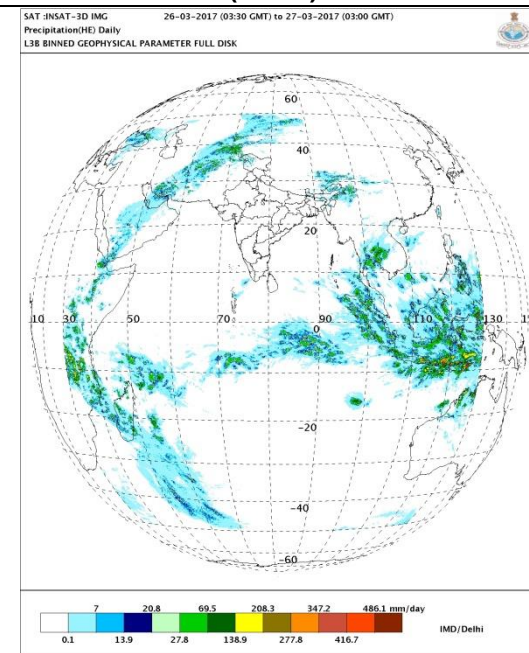 SAT :INSAT-3D IMG 26-03-2017 (03:30 GMT) to 27-03-2017 (03:00 GMT)
Precipitation(HE) Daily
L3B BINNED GEOPHYSICAL PARAMETER FULL DISK
60
40
20
10 30 50 70 90 110 130
0
-20
-40
-60
7 20.8 69.5 208.3 347.2 486.1 mm/day
0.1 13.9 27.8 138.9 277.8 416.7
IMD/Delhi